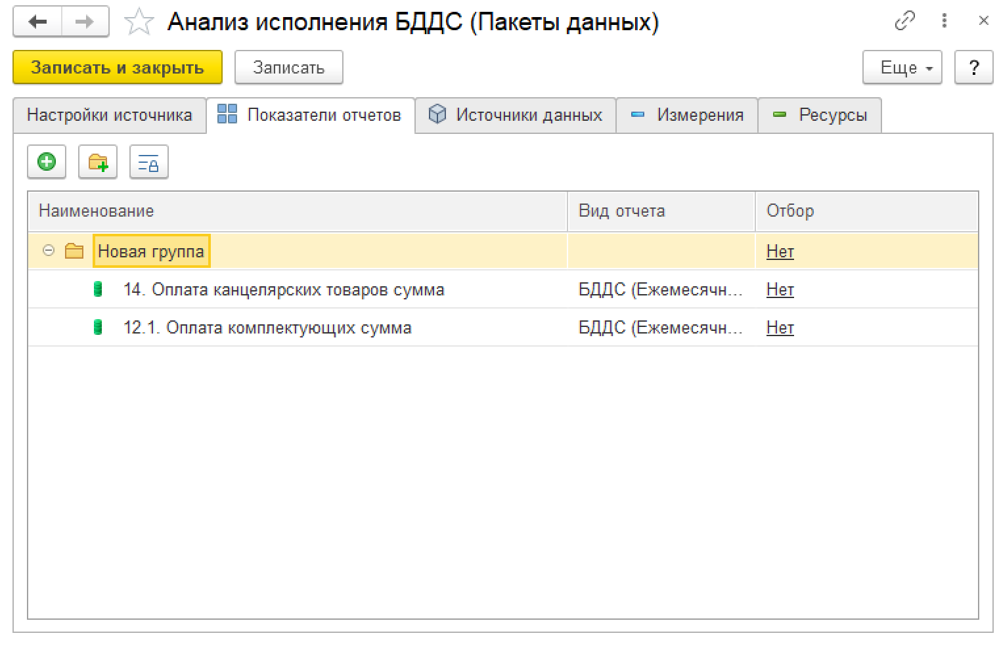 Анализ исполнения БДДС (Пакеты данных)
Записать и закрыть Записать Еще ?
Настройки источника Показатели отчетов Источники данных Измерения Ресурсы
Наименование Вид отчета Отбор
Новая группа Нет
14. Оплата канцелярских товаров сумма БДДС (Ежемесячн... Нет
12.1. Оплата комплектующих сумма БДДС (Ежемесячн... Нет